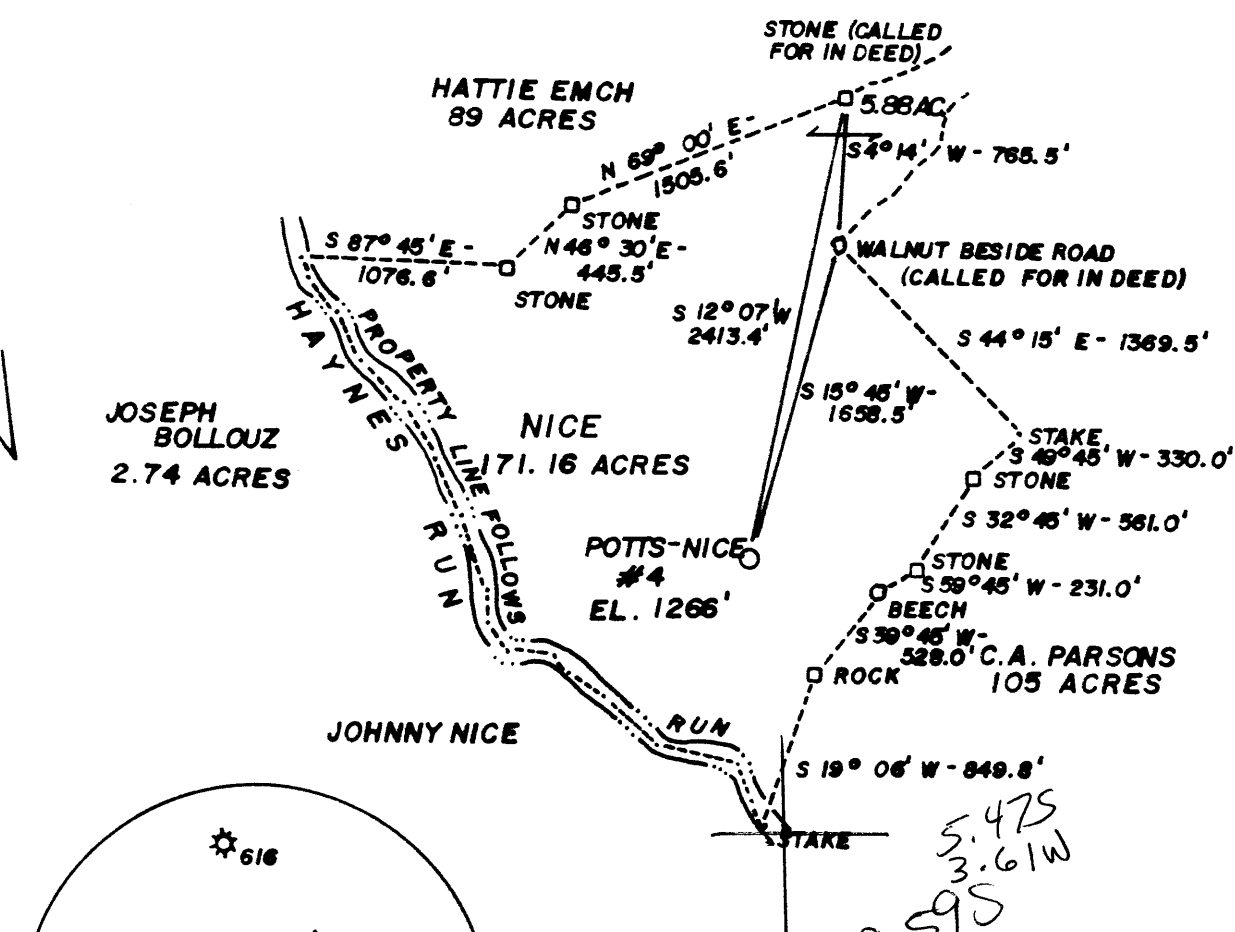 STONE (CALLED
FOR IN DEED)
HATTIE EMCH
89 ACRES
5.88AC
N 69° 00' E-
1505.6'
S4°14' W - 765.5'
STONE
S 87° 45' E -
1076.6'
N46° 30' E-
445.5'
STONE
WALNUT BESIDE ROAD
(CALLED FOR IN DEED)
S 12° 07' W
2413.4'
S 44° 15' E - 1369.5'
HAYNES
PROPERTY LINE FOLLOWS
RUN
JOSEPH
BOLLOUZ
2.74 ACRES
NICE
171.16 ACRES
S 15° 45' W-
1658.5'
STAKE
S 49° 45' W - 330.0'
STONE
S 32° 45' W - 561.0'
POTTS-NICE
#4
EL. 1266'
STONE
S 59° 45' W - 231.0'
BEECH
S 39° 45' W-
528.0'
C.A. PARSONS
105 ACRES
ROCK
JOHNNY NICE
RUN
S 19° 06' W - 849.8'
STAKE
616
5.47S
3.61W
59S